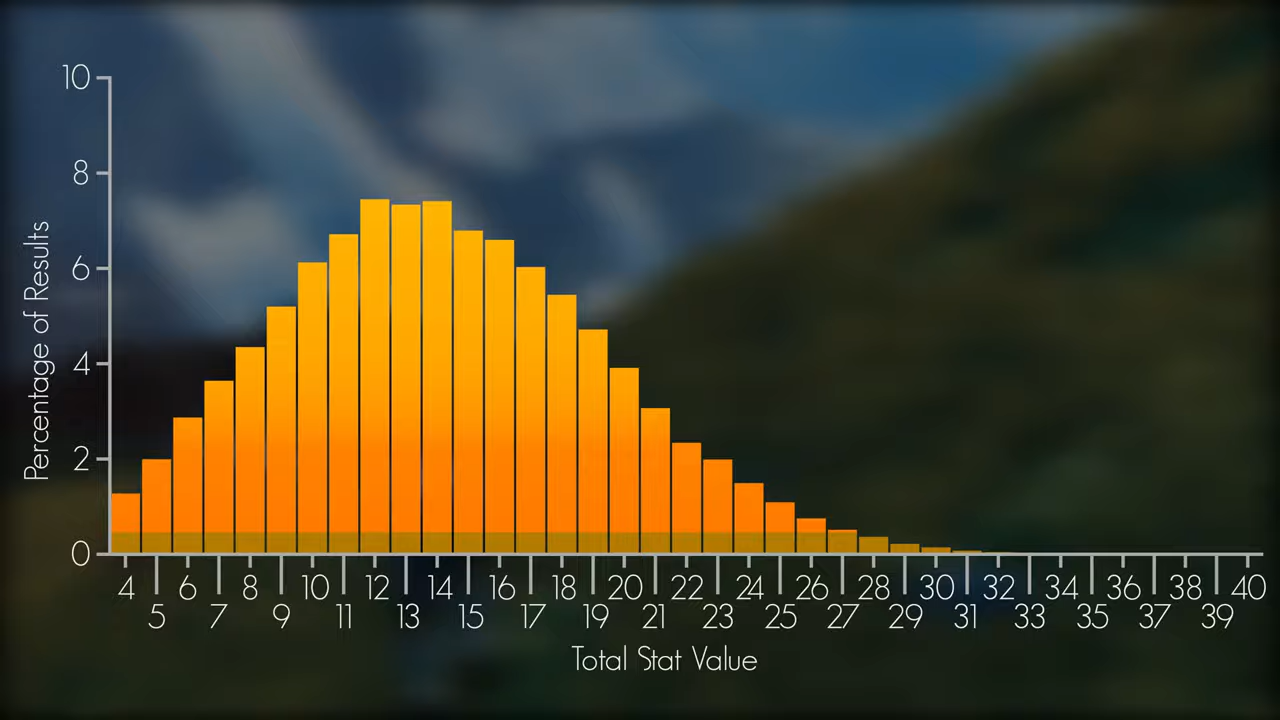 10
8
6
4
2
0
Percentage of Results
4 6 8 10 12 14 16 18 20 22 24 26 28 30 32 34 36 38 40
5 7 9 11 13 15 17 19 21 23 25 27 29 31 33 35 37 39
Total Stat Value